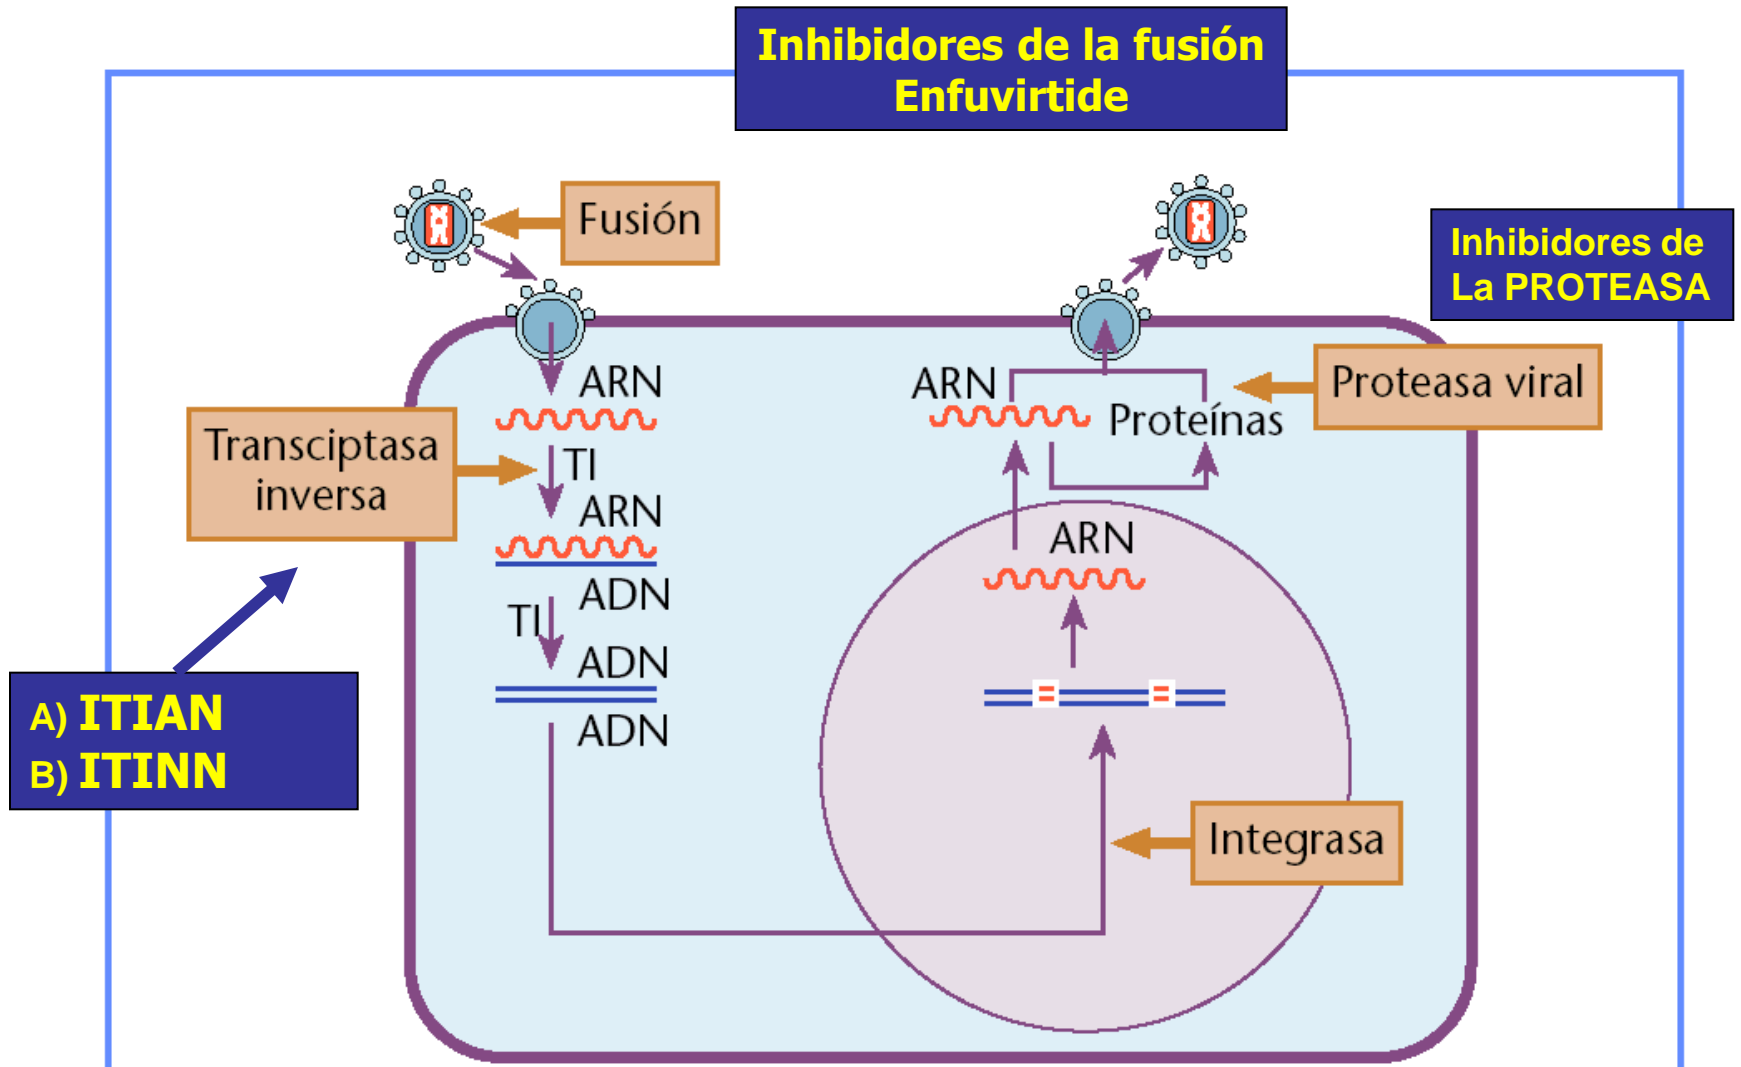 Inhibidores de la fusión
Enfuvirtide
Fusión
Inhibidores de
La PROTEASA
ARN
Transciptasa
inversa
TI
ARN
ADN
TI
ADN
ADN
A) ITIAN
B) ITINN
ARN
Proteínas
Proteasa viral
ARN
Integrasa